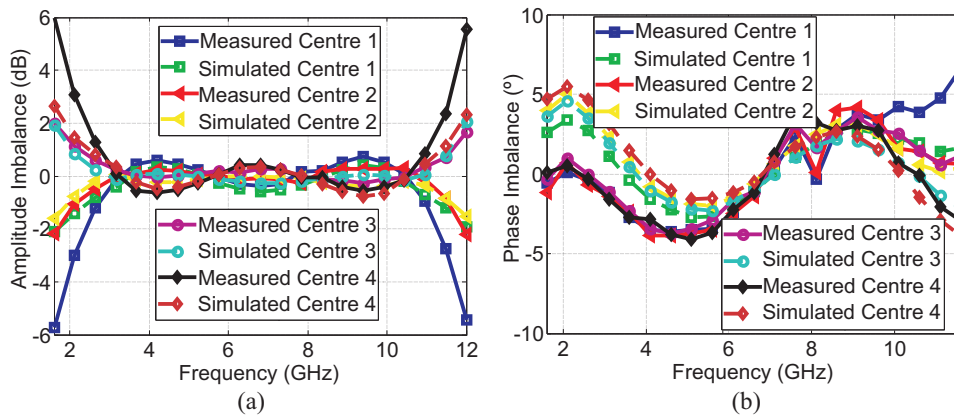 (a)
Amplitude Imbalance (dB)
6
4
2
0
-2
-4
-6
Measured Centre 1
Simulated Centre 1
Measured Centre 2
Simulated Centre 2
Measured Centre 3
Simulated Centre 3
Measured Centre 4
Simulated Centre 4
2 4 6 8 10 12
Frequency (GHz)
(a)
(b)
Phase Imbalance (º)
10
5
0
-5
-10
Measured Centre 1
Simulated Centre 1
Measured Centre 2
Simulated Centre 2
Measured Centre 3
Simulated Centre 3
Measured Centre 4
Simulated Centre 4
2 4 6 8 10
Frequency (GHz)
(b)